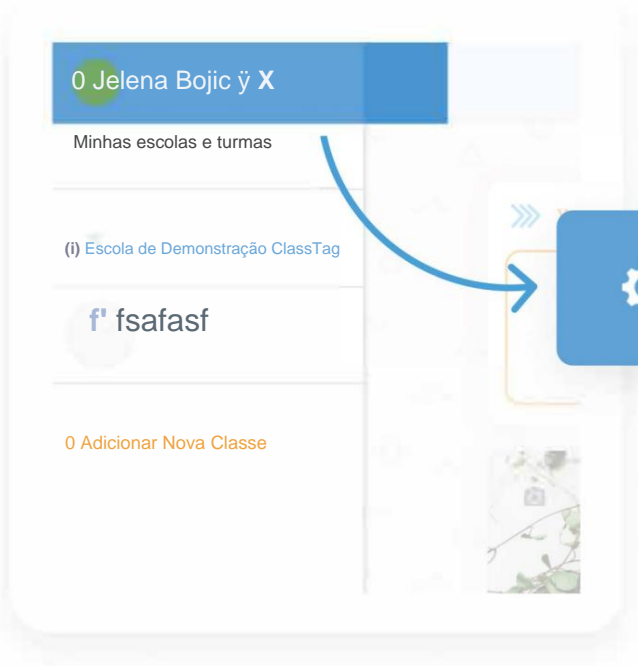 0 Jelena Bojic ÿ X
Minhas escolas e turmas
(i) Escola de Demonstração ClassTag
f' fsafasf
0 Adicionar Nova Classe